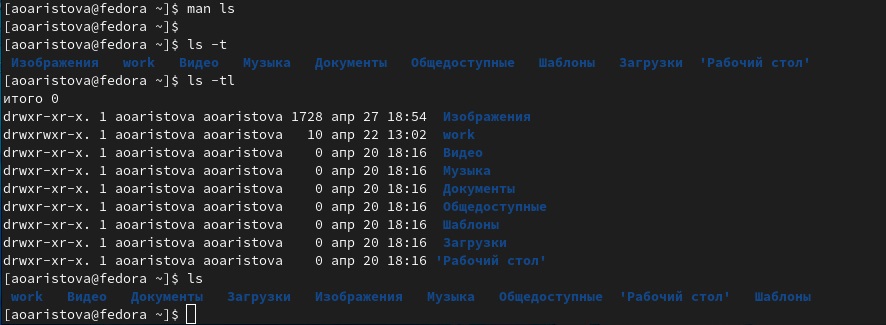 [aoaristova@fedora ~]$ man ls
[aoaristova@fedora ~]$
[aoaristova@fedora ~]$ ls -t
Изображения work Видео Музыка Документы Общедоступные Шаблоны Загрузки 'Рабочий стол'
[aoaristova@fedora ~]$ ls -tl
итого 0
drwxr-xr-x. 1 aoaristova aoaristova 1728 апр 27 18:54 Изображения
drwxrwxr-x. 1 aoaristova aoaristova 10 апр 22 13:02 work
drwxr-xr-x. 1 aoaristova aoaristova 0 апр 20 18:16 Видео
drwxr-xr-x. 1 aoaristova aoaristova 0 апр 20 18:16 Музыка
drwxr-xr-x. 1 aoaristova aoaristova 0 апр 20 18:16 Документы
drwxr-xr-x. 1 aoaristova aoaristova 0 апр 20 18:16 Общедоступные
drwxr-xr-x. 1 aoaristova aoaristova 0 апр 20 18:16 Шаблоны
drwxr-xr-x. 1 aoaristova aoaristova 0 апр 20 18:16 Загрузки
drwxr-xr-x. 1 aoaristova aoaristova 0 апр 20 18:16 'Рабочий стол'
[aoaristova@fedora ~]$ ls
work Видео Документы Загрузки Изображения Музыка Общедоступные 'Рабочий стол' Шаблоны
[aoaristova@fedora ~]$